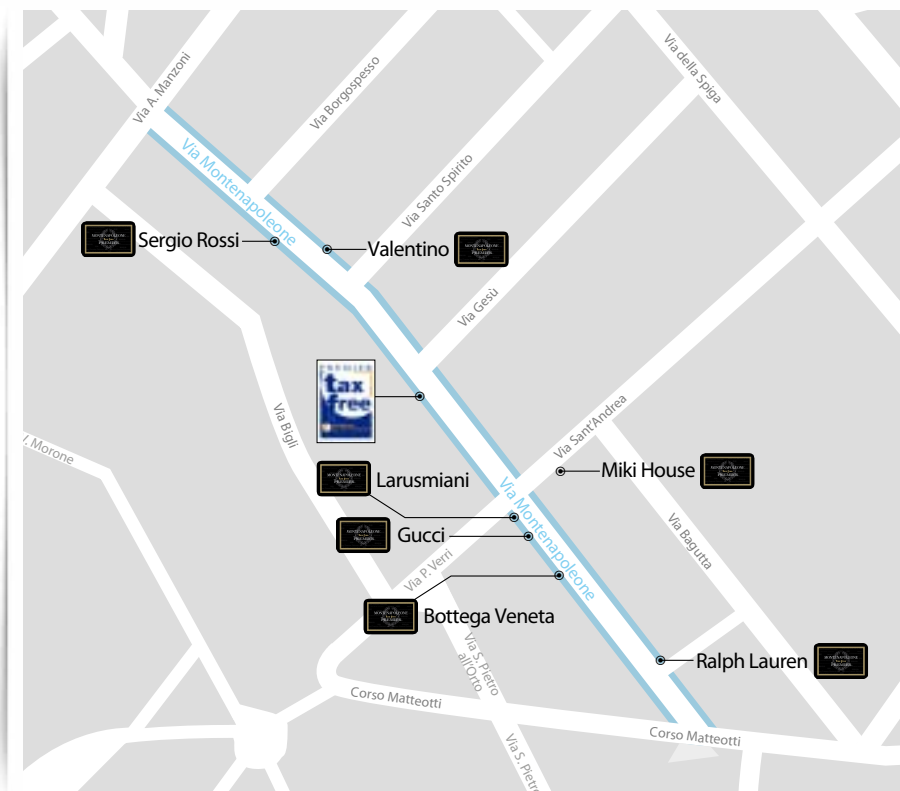 Via A. Manzoni
Via Borgospesso
Via della Spiga
Via Montenapoleone
Via Santo Spirito
Sergio Rossi
Valentino
Via Gesù
PREMIER
tax
free
Via Bigli
Via Sant'Andrea
V. Morone
Miki House
Larusmiani
Via Montenapoleone
Gucci
Via Bagutta
Via P. Verri
Bottega Veneta
Via S. Pietro
all'Orto
Ralph Lauren
Corso Matteotti
Corso Matteotti
Via S. Pietro